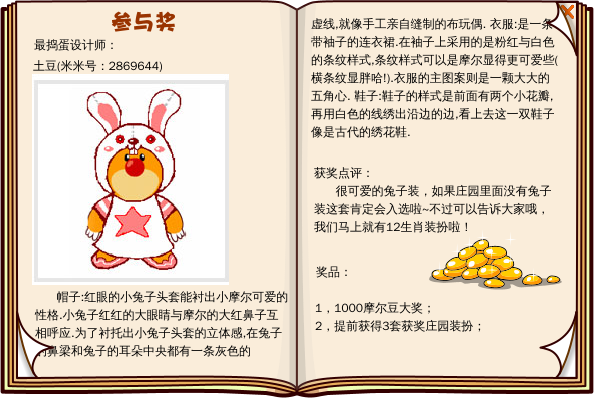 参与奖
最捣蛋设计师：
土豆(米米号：2869644)
帽子:红眼的小兔子头套能衬出小摩尔可爱的
性格.小兔子红红的大眼睛与摩尔的大红鼻子互
相呼应.为了衬托出小兔子头套的立体感,在兔子
鼻梁和兔子的耳朵中央都有一条灰色的
虚线,就像手工亲自缝制的布玩偶. 衣服:是一条
带袖子的连衣裙.在袖子上采用的是粉红与白色
的条纹样式,条纹样式可以是摩尔显得更可爱些(
横条纹显胖哈!).衣服的主图案则是一颗大大的
五角心. 鞋子:鞋子的样式是前面有两个小花瓣,
再用白色的线绣出沿边的边,看上去这一双鞋子
像是古代的绣花鞋.
获奖点评：
很可爱的兔子装，如果庄园里面没有兔子
装这套肯定会入选啦~不过可以告诉大家哦，
我们马上就有12生肖装扮啦！
奖品：
1，1000摩尔豆大奖；
2，提前获得3套获奖庄园装扮；